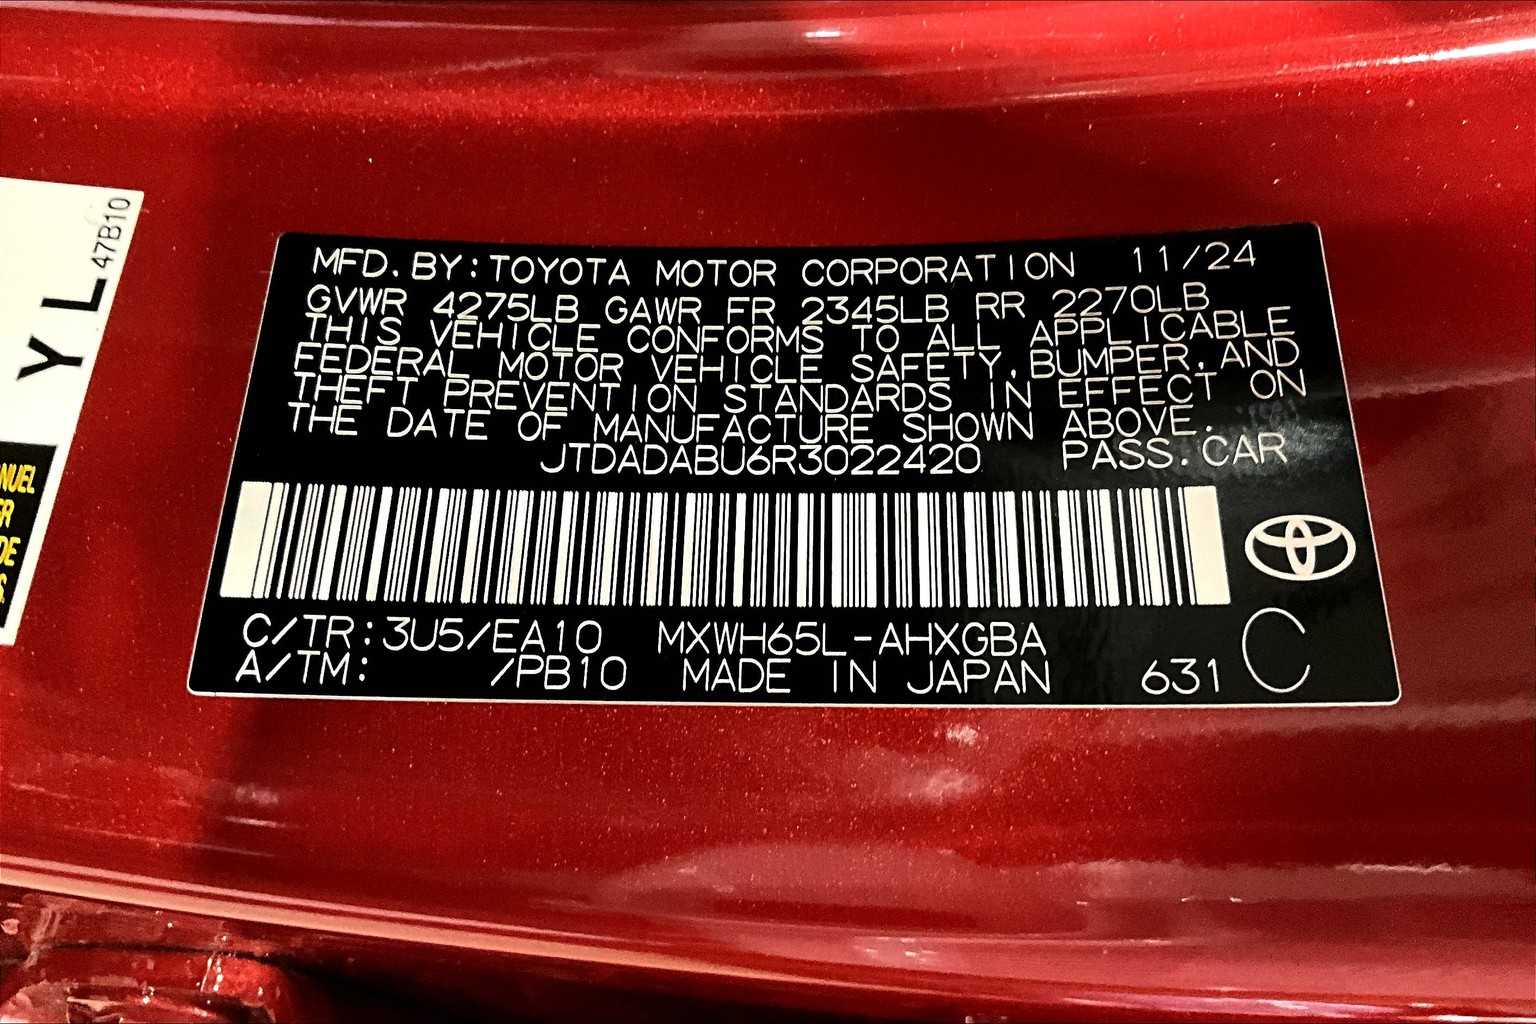 YL 47B10
NUEL
DE
MFD. BY: TOYOTA MOTOR CORPORATION 11/24
GVWR 4275LB GAWR FR 2345LB RR 2270LB
THIS VEHICLE CONFORMS TO ALL APPLICABLE
FEDERAL MOTOR VEHICLE SAFETY, BUMPER, AND
THEFT PREVENTION STANDARDS IN EFFECT ON
THE DATE OF MANUFACTURE SHOWN ABOVE.
JTDADABU6R3022420 PASS. CAR
C/TR: 3U5/EA10 MXWH65L-AHXGBA
A/TM: /PB10 MADE IN JAPAN 631 C